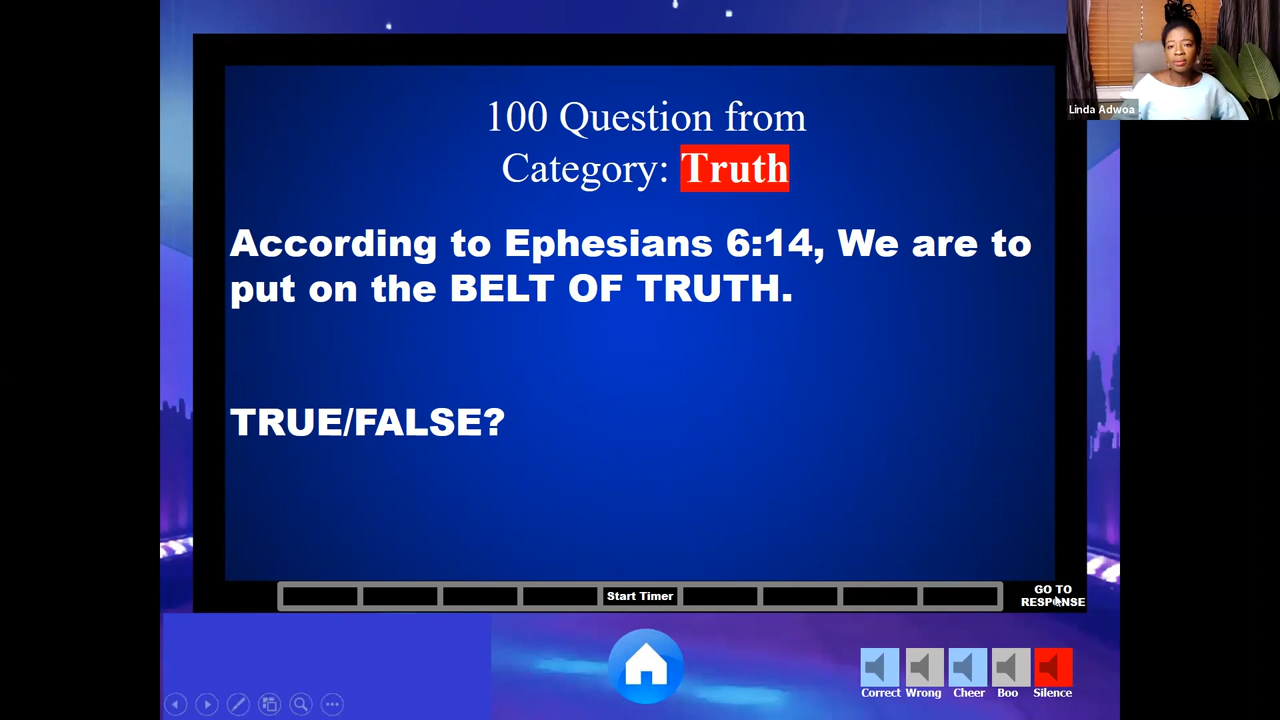 100 Question from
Category: Truth
Linda Adwoa
According to Ephesians 6:14, We are to
put on the BELT OF TRUTH.
TRUE/FALSE?
Start Timer
GO TO
RESPONSE
Correct Wrong Cheer Boo Silence